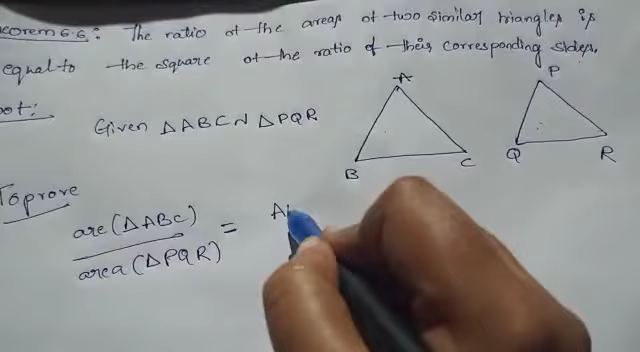 eorem 6.6: The ratio of the areas of two similar triangles is
equal to the square of the ratio of their corresponding sides.
oof:
Given ΔABC ~ ΔPQR
A
B
C
P
Q
R
To prove
are(ΔABC)
area(ΔPQR)
=
A